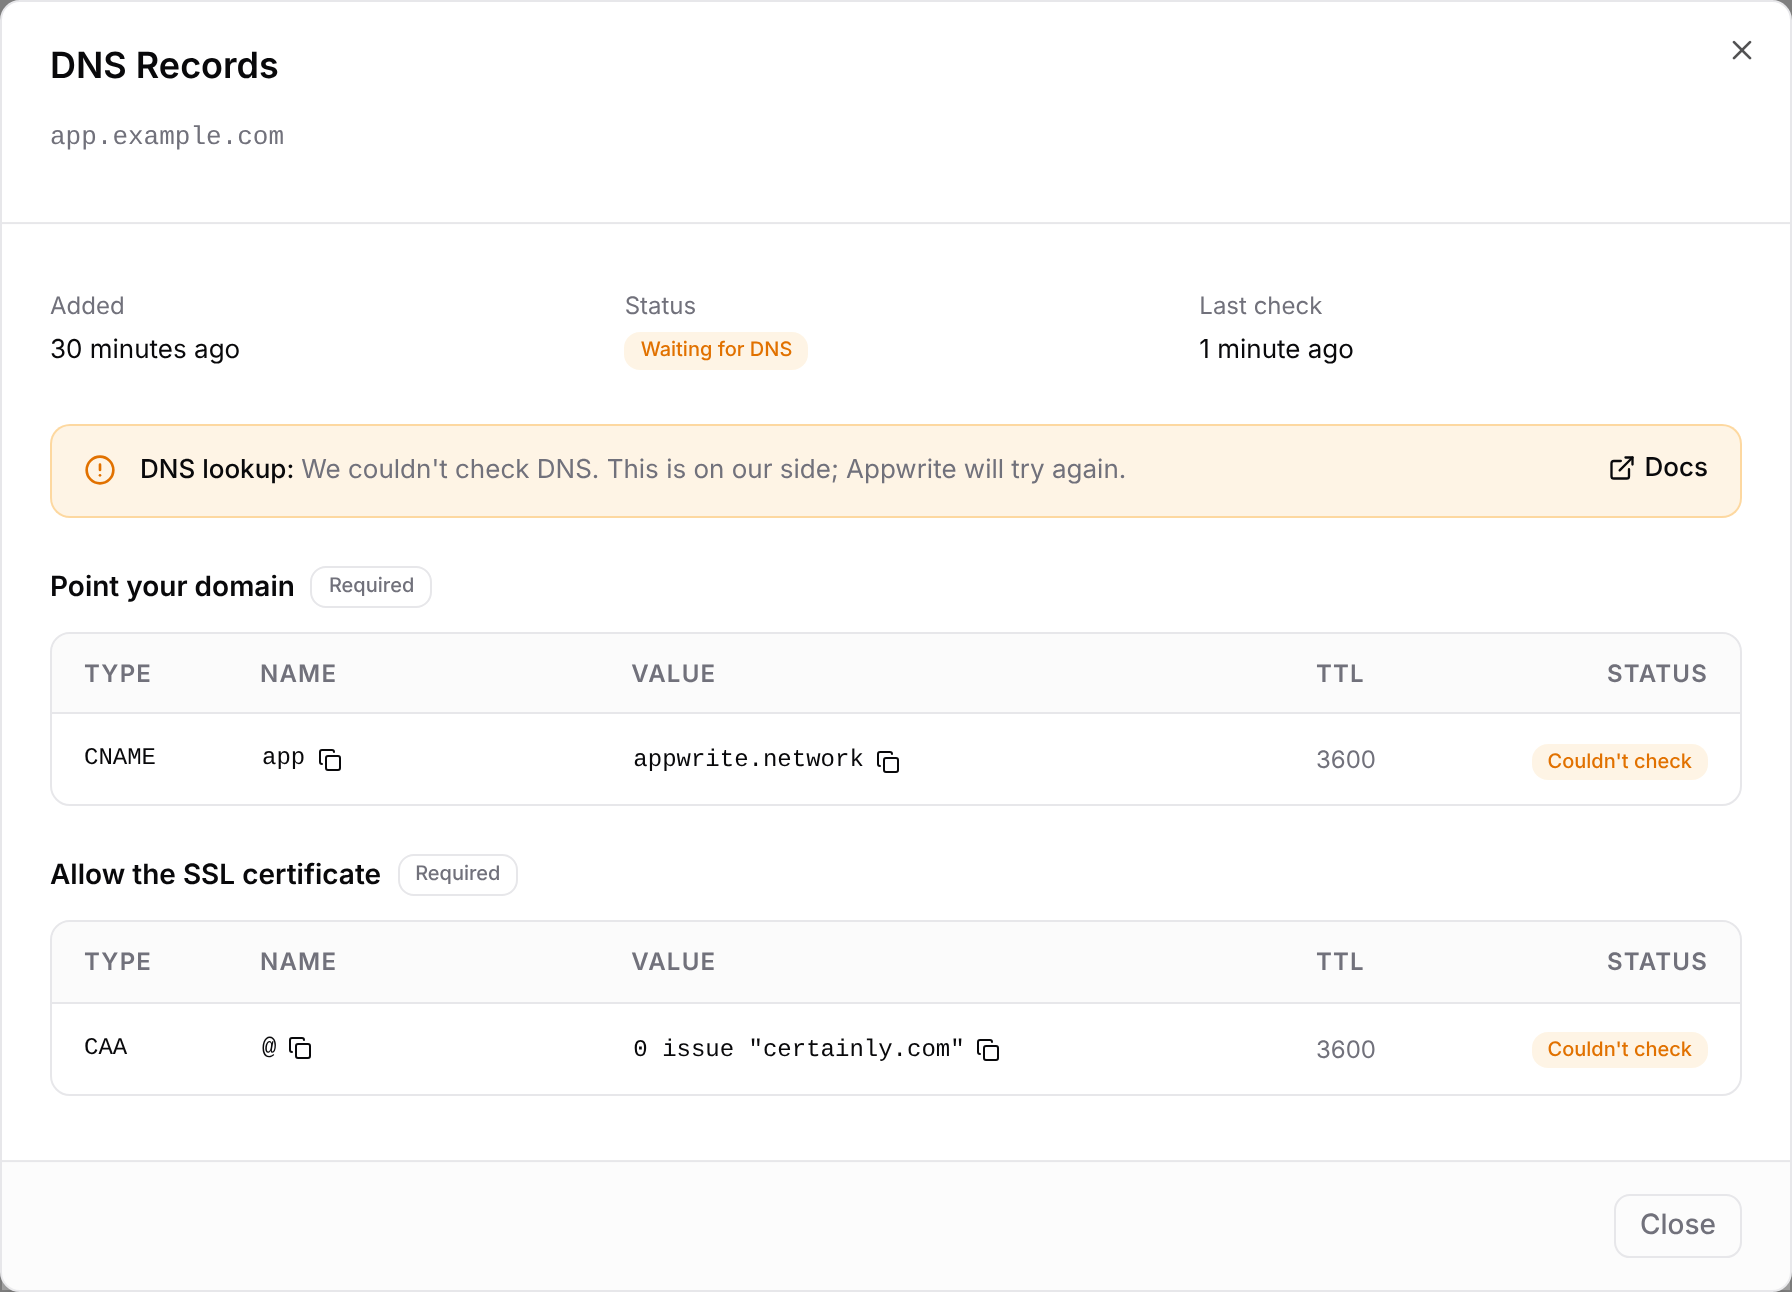 DNS Records
app.example.com
Added
Status
Last check
30 minutes ago
Waiting for DNS
1 minute ago
DNS lookup: We couldn't check DNS. This is on our side; Appwrite will try again.
Docs
Point your domain
Required
TYPE NAME VALUE TTL STATUS
CNAME app appwrite.network 3600 Couldn't check
Allow the SSL certificate
Required
TYPE NAME VALUE TTL STATUS
CAA @ 0 issue "certainly.com" 3600 Couldn't check
Close